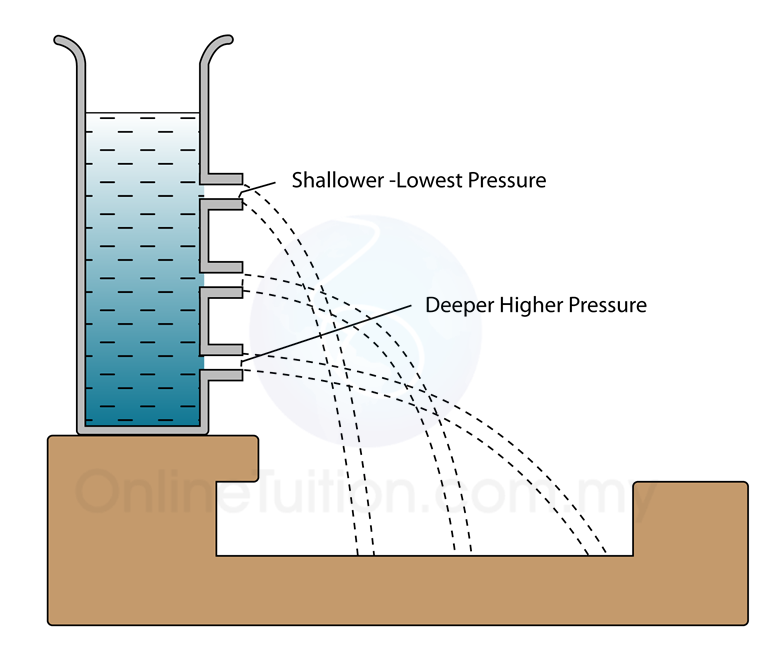 Shallower -Lowest Pressure
Deeper Higher Pressure
OnlineTuition.com.my